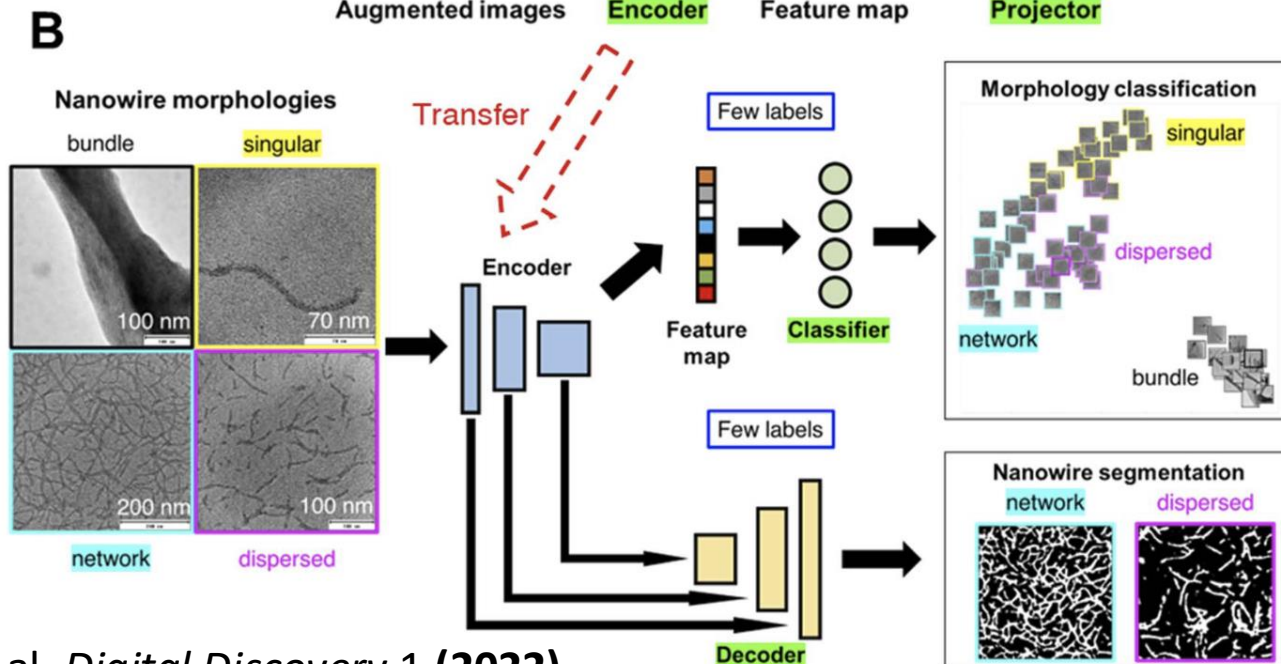 Augmented images Encoder Feature map Projector
B
Nanowire morphologies
bundle singular
100 nm 70 nm
200 nm 100 nm
network dispersed
Transfer
Encoder
Few labels
Feature
map
Classifier
Morphology classification
singular
dispersed
network
bundle
Few labels
Decoder
Nanowire segmentation
network dispersed
al. Digital Discovery 1 (2022)